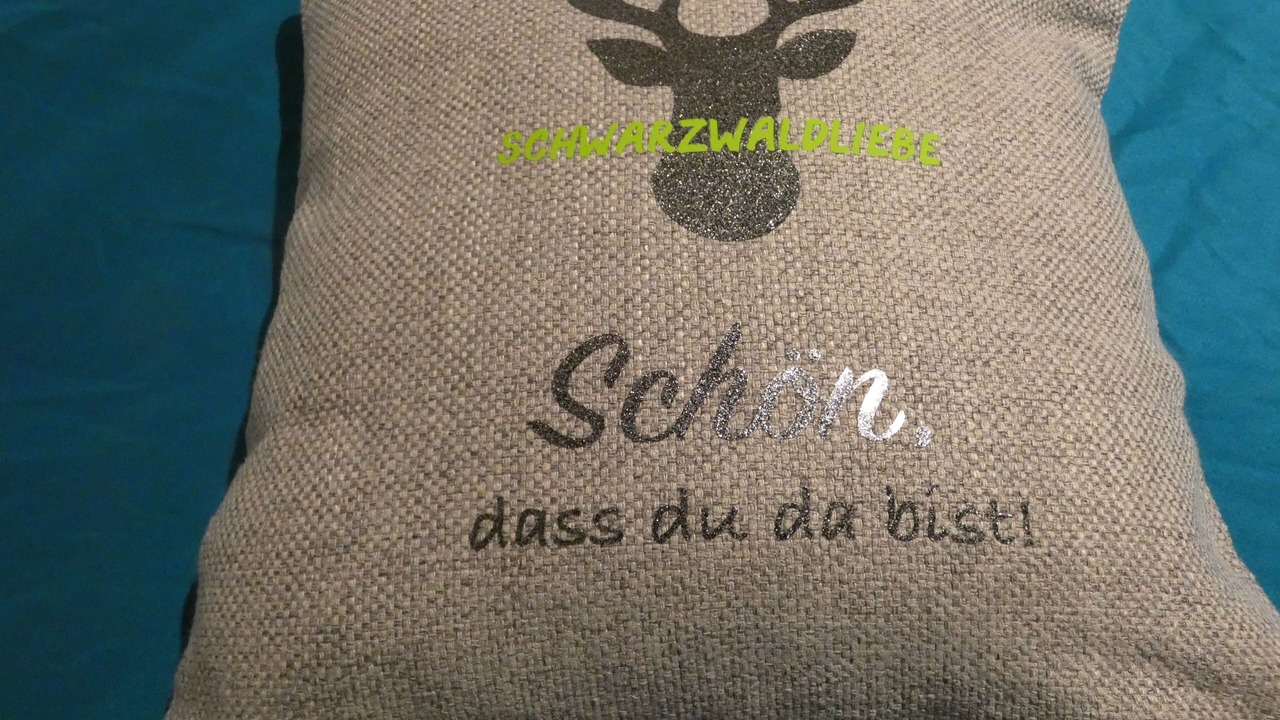 SCHWARZWALDLIEBE
Schön,
dass du da bist!